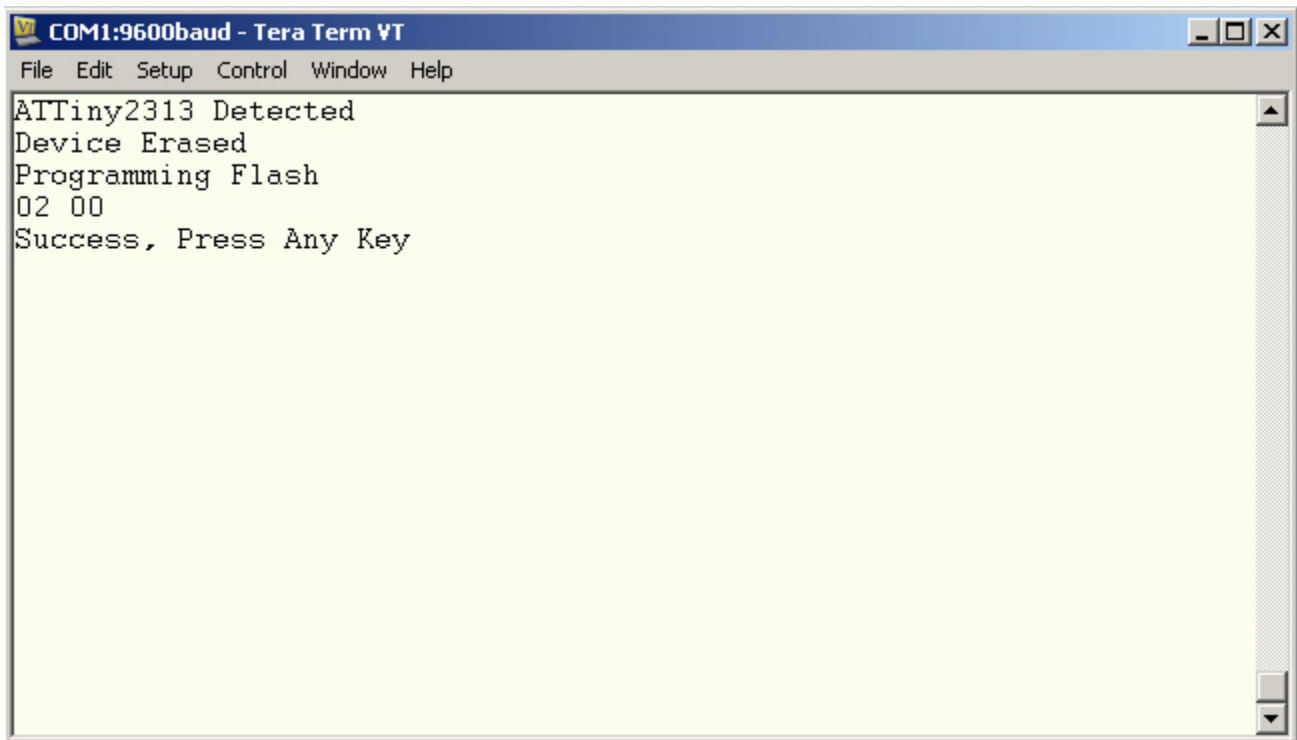 COM1:9600baud - Tera Term VT
File Edit Setup Control Window Help
ATTiny2313 Detected
Device Erased
Programming Flash
02 00
Success, Press Any Key